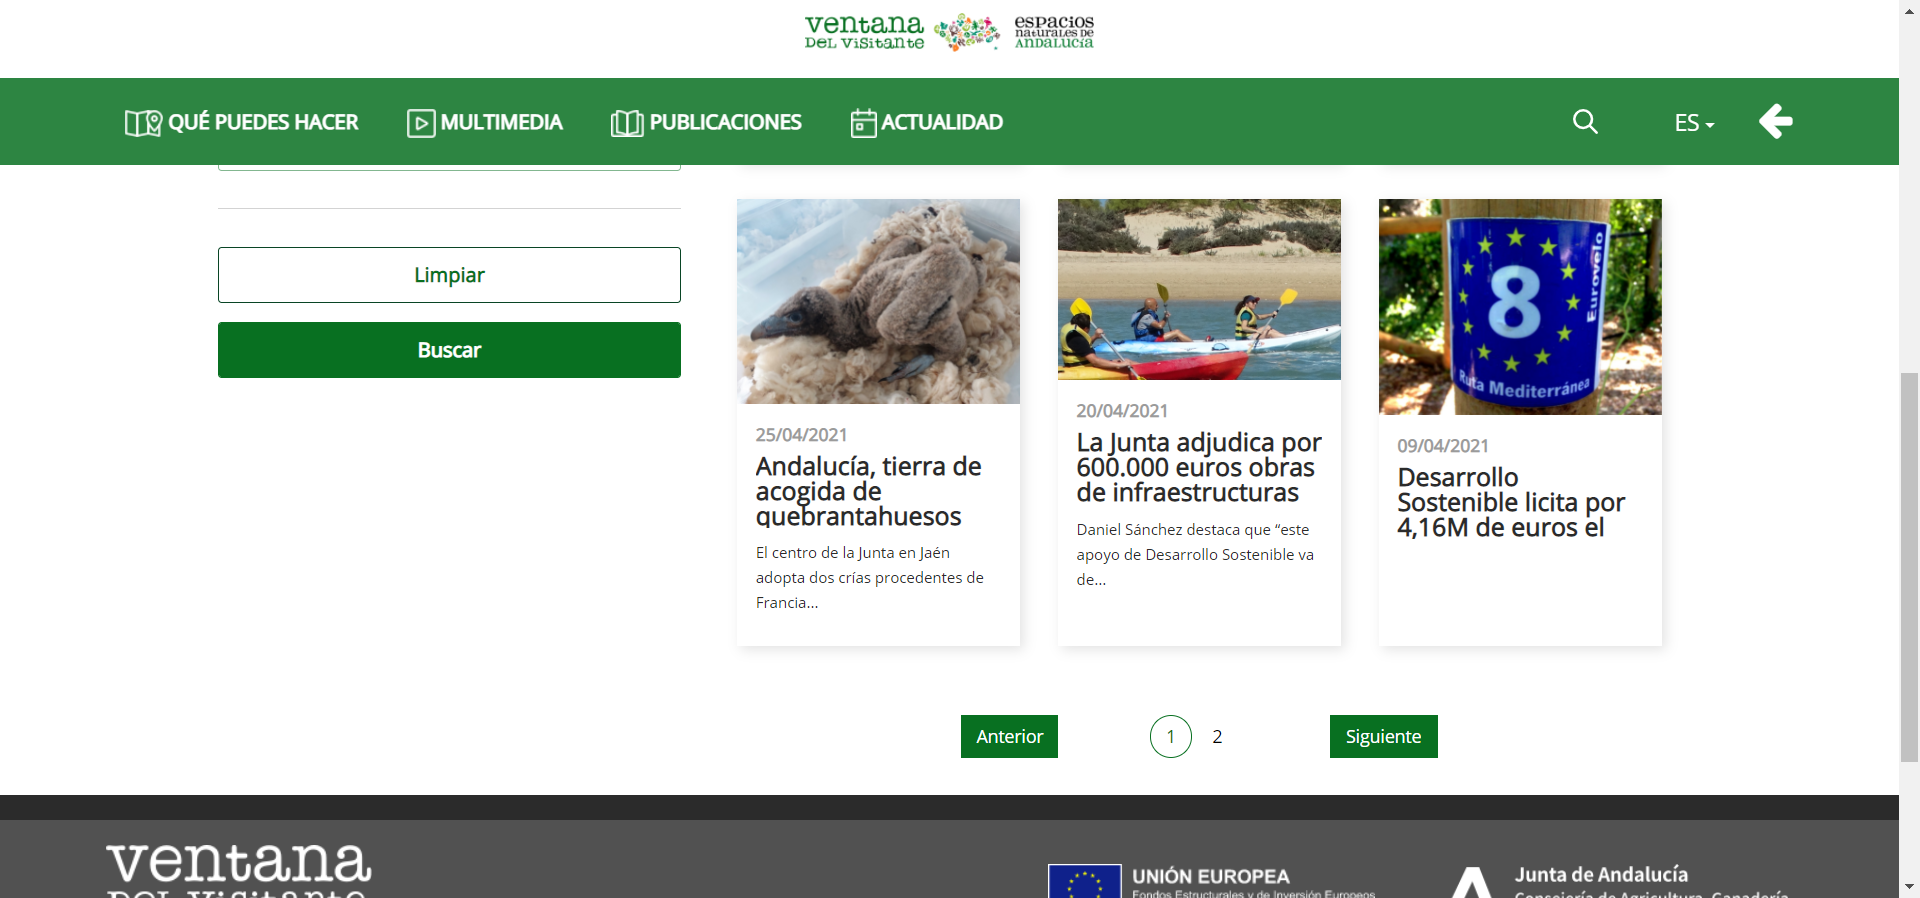 ventana
DEL VISITANTE
ESPACIOS
NATURALES DE
ANDALUCÍA
QUÉ PUEDES HACER
MULTIMEDIA
PUBLICACIONES
ACTUALIDAD
ES
Limpiar
Buscar
25/04/2021
Andalucía, tierra de
acogida de
quebrantahuesos
El centro de la Junta en Jaén
adopta dos crías procedentes de
Francia...
20/04/2021
La Junta adjudica por
600.000 euros obras
de infraestructuras
Daniel Sánchez destaca que “este
apoyo de Desarrollo Sostenible va
de...
8
Eurovelo
Ruta Mediterránea
09/04/2021
Desarrollo
Sostenible licita por
4,16M de euros el
Anterior
1
2
Siguiente
ventana
DEL VISITANTE
UNIÓN EUROPEA
Fondos Estructurales y de Inversión Europeos
Junta de Andalucía
Consejería de Agricultura, Ganadería